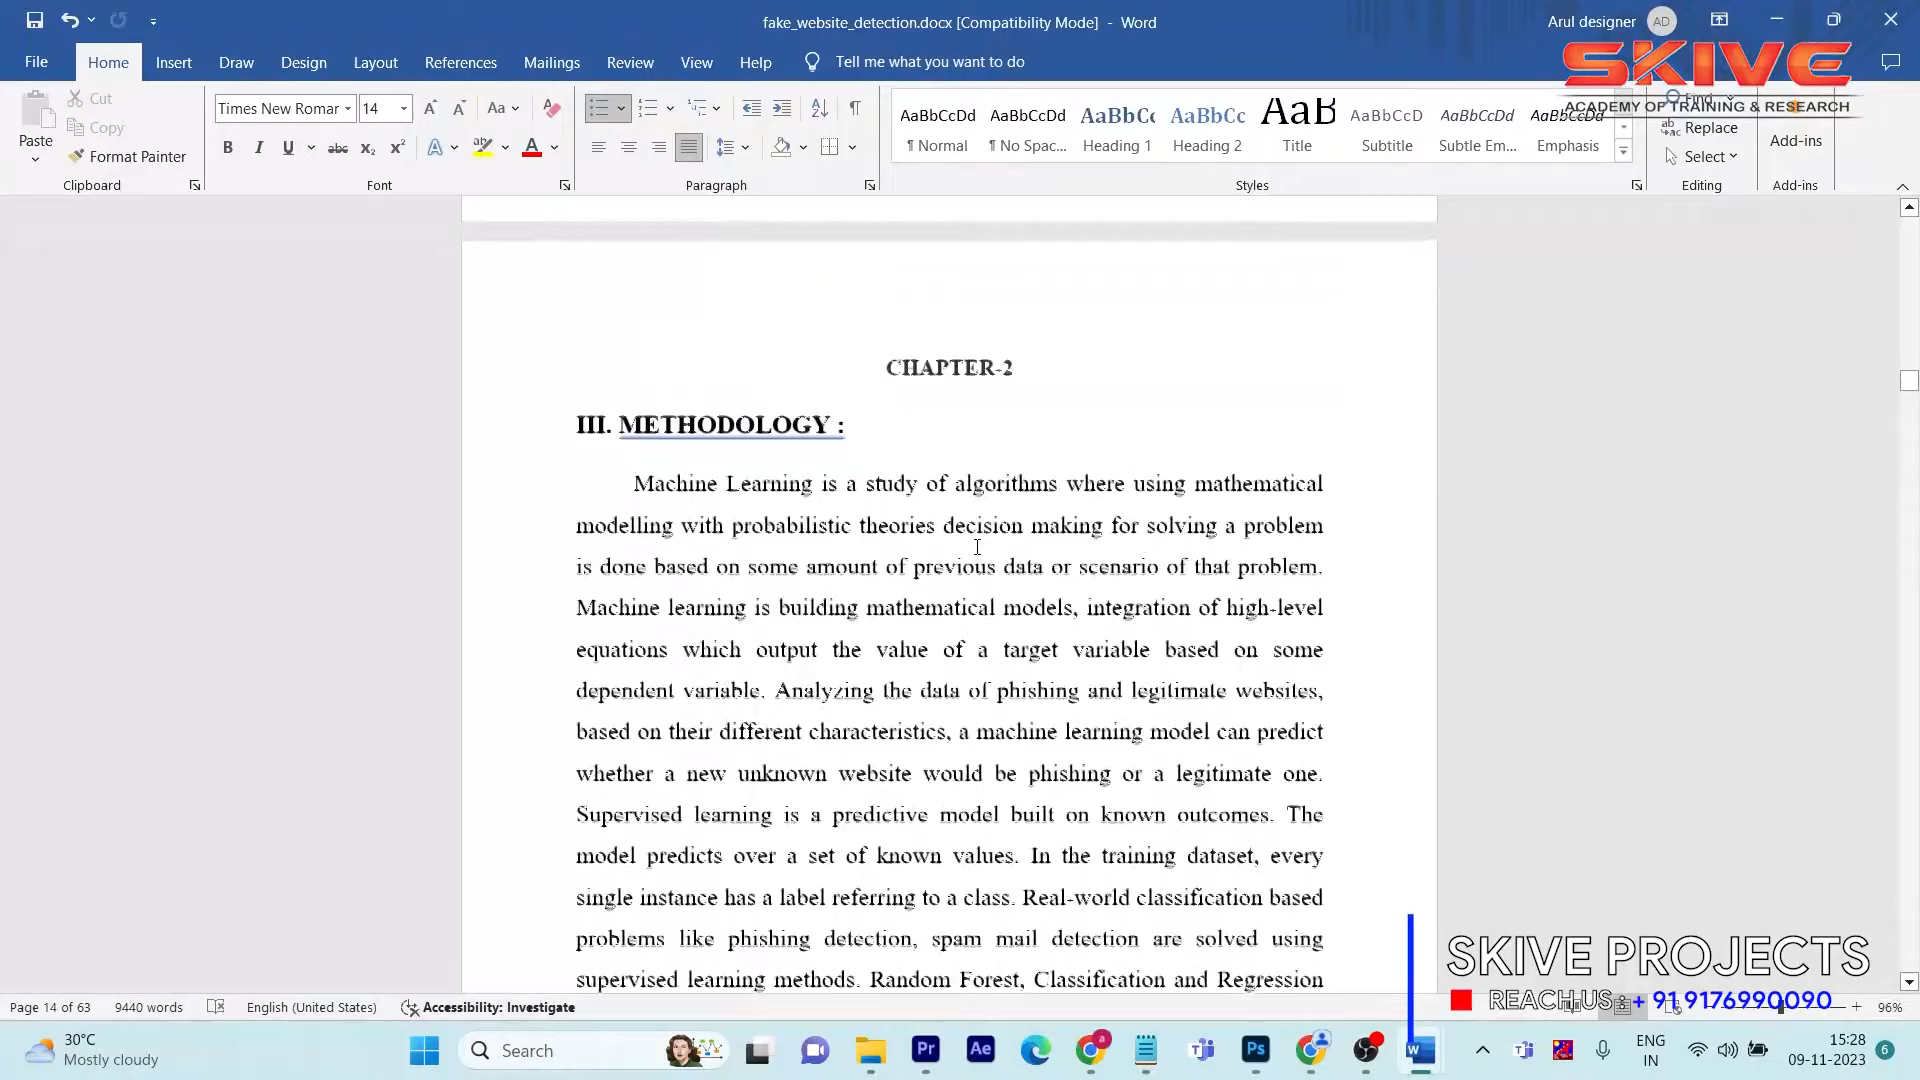 fake_website_detection.docx [Compatibility Mode] - Word
Arul designer AD
File Home Insert Draw Design Layout References Mailings Review View Help Tell me what you want to do
SKIVE
ACADEMY OF TRAINING & RESEARCH
Paste
Cut
Copy
Format Painter
Clipboard
Times New Romar 14
Font
Paragraph
AaBbCcDd AaBbCcDd AaBbCc AaBbCc AaB AaBbCcD AaBbCcDd AaBbCcDd
¶ Normal ¶ No Spac... Heading 1 Heading 2 Title Subtitle Subtle Em... Emphasis
Styles
Find
Replace
Select
Editing
Add-ins
Add-ins
CHAPTER-2
III. METHODOLOGY :
Machine Learning is a study of algorithms where using mathematical
modelling with probabilistic theories decision making for solving a problem
is done based on some amount of previous data or scenario of that problem.
Machine learning is building mathematical models, integration of high-level
equations which output the value of a target variable based on some
dependent variable. Analyzing the data of phishing and legitimate websites,
based on their different characteristics, a machine learning model can predict
whether a new unknown website would be phishing or a legitimate one.
Supervised learning is a predictive model built on known outcomes. The
model predicts over a set of known values. In the training dataset, every
single instance has a label referring to a class. Real-world classification based
problems like phishing detection, spam mail detection are solved using
supervised learning methods. Random Forest, Classification and Regression
SKIVE PROJECTS
REACH US + 91 9176990090
Page 14 of 63 9440 words English (United States) Accessibility: Investigate 96%
30°C
Mostly cloudy
Search
ENG
IN
15:28
09-11-2023
6